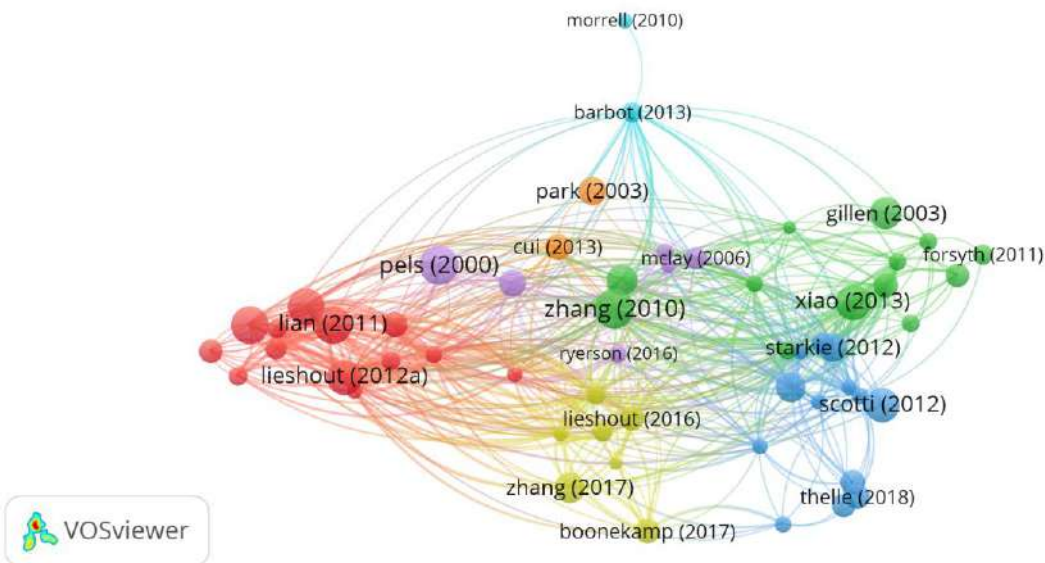 morrell (2010)
barbot (2013)
park (2003)
gillen (2003)
cui (2013)
mclay (2006)
forsyth (2011)
pels (2000)
zhang (2010)
xiao (2013)
lian (2011)
ryerson (2016)
starkie (2012)
lieshout (2012a)
scotti (2012)
lieshout (2016)
zhang (2017)
thelle (2018)
boonekamp (2017)
VOSviewer